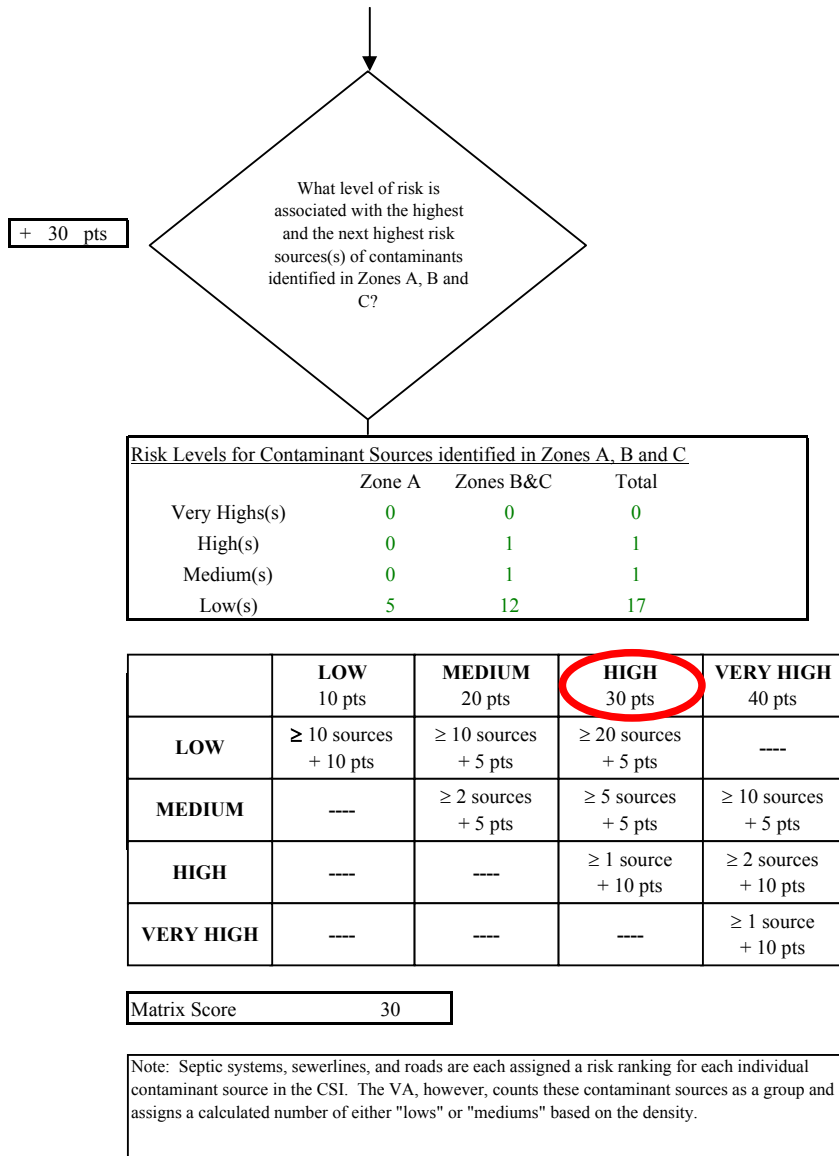 What level of risk is
associated with the highest
and the next highest risk
sources(s) of contaminants
identified in Zones A, B and
C?
+ 30 pts
Risk Levels for Contaminant Sources identified in Zones A, B and C
Zone A Zones B&C Total
Very Highs(s) 0 0 0
High(s) 0 1 1
Medium(s) 0 1 1
Low(s) 5 12 17
LOW MEDIUM HIGH VERY HIGH
10 pts 20 pts 30 pts 40 pts
LOW ≥ 10 sources ≥ 10 sources ≥ 20 sources ----
+ 10 pts + 5 pts + 5 pts
MEDIUM ---- ≥ 2 sources ≥ 5 sources ≥ 10 sources
+ 5 pts + 5 pts + 5 pts
HIGH ---- ---- ≥ 1 source ≥ 2 sources
+ 10 pts + 10 pts
VERY HIGH ---- ---- ---- ≥ 1 source
+ 10 pts
Matrix Score 30
Note: Septic systems, sewerlines, and roads are each assigned a risk ranking for each individual
contaminant source in the CSI. The VA, however, counts these contaminant sources as a group and
assigns a calculated number of either "lows" or "mediums" based on the density.